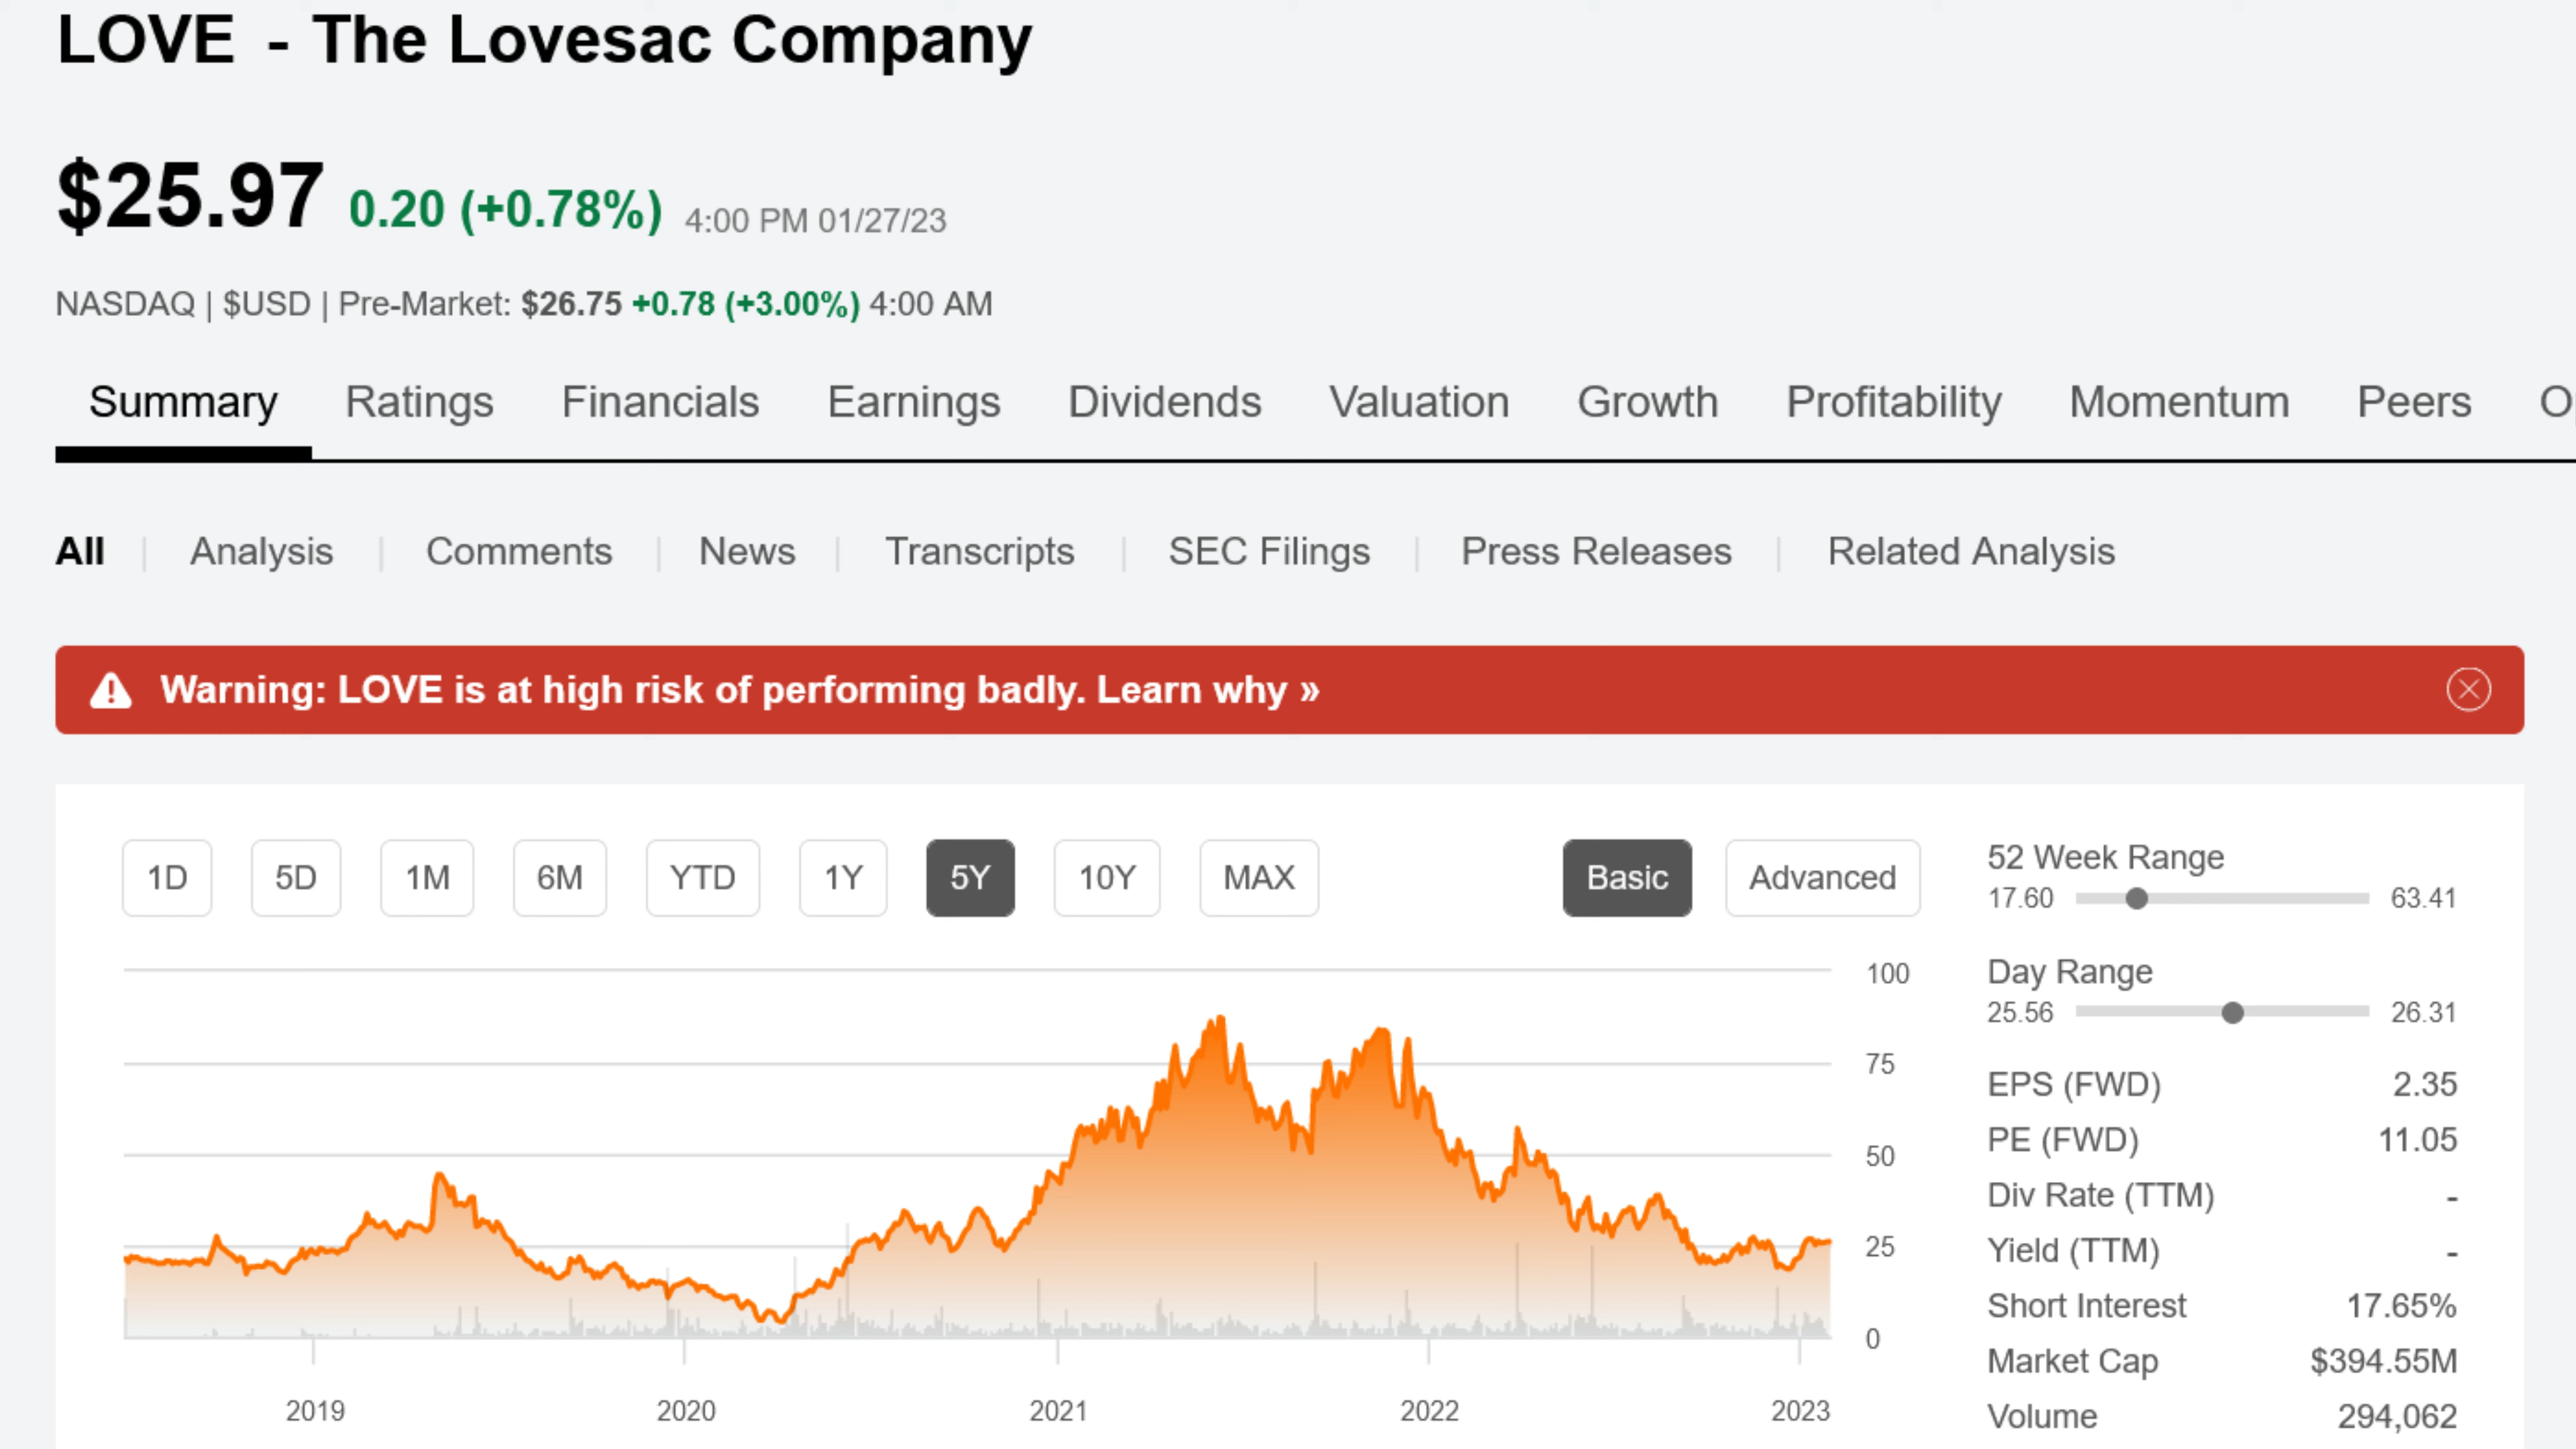 LOVE - The Lovesac Company
$25.97 0.20 (+0.78%) 4:00 PM 01/27/23
NASDAQ | $USD | Pre-Market: $26.75 +0.78 (+3.00%) 4:00 AM
Summary Ratings Financials Earnings Dividends Valuation Growth Profitability Momentum Peers
All | Analysis | Comments | News | Transcripts | SEC Filings | Press Releases | Related Analysis
Warning: LOVE is at high risk of performing badly. Learn why »
1D 5D 1M 6M YTD 1Y 5Y 10Y MAX Basic Advanced
100
75
50
25
0
2019 2020 2021 2022 2023
52 Week Range
17.60 63.41
Day Range
25.56 26.31
EPS (FWD) 2.35
PE (FWD) 11.05
Div Rate (TTM) -
Yield (TTM) -
Short Interest 17.65%
Market Cap $394.55M
Volume 294,062